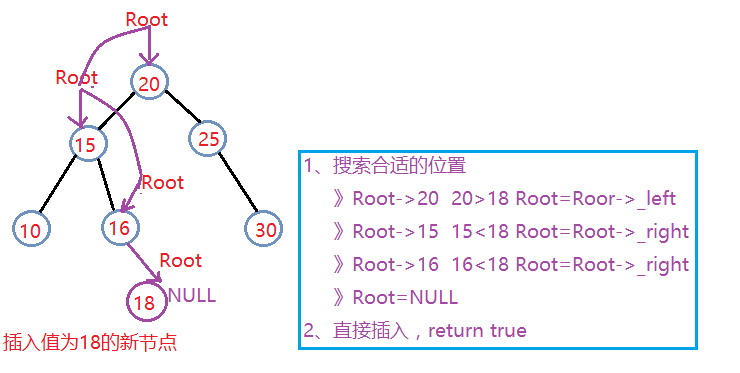 Root
Root
20
15
25
Root
10
16
30
Root
18
NULL
插入值为18的新节点
1、搜索合适的位置
》Root->20 20>18 Root=Roor->_left
》Root->15 15<18 Root=Root->_right
》Root->16 16<18 Root=Root->_right
》Root=NULL
2、直接插入，return true